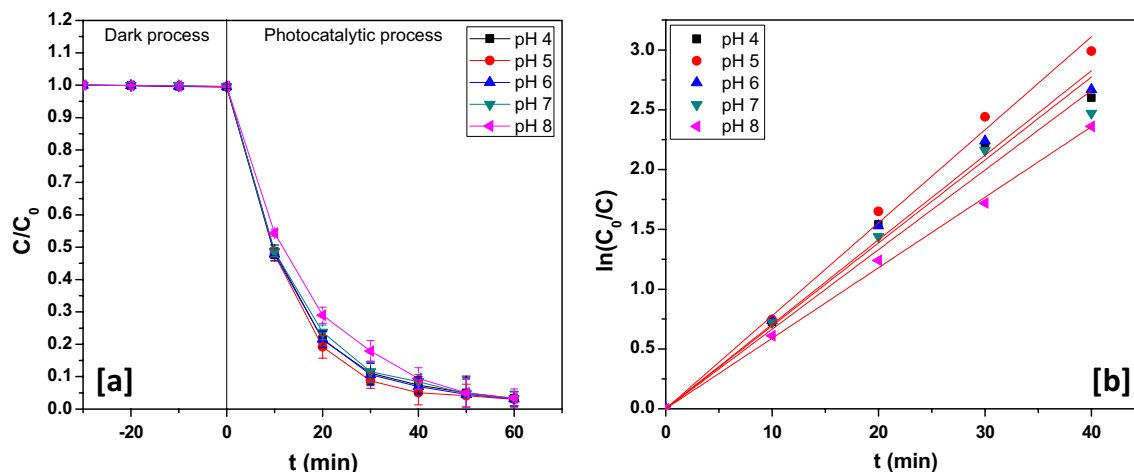 Dark process
Photocatalytic process
pH 4
pH 5
pH 6
pH 7
pH 8
1.2
1.1
1.0
0.9
0.8
0.7
0.6
0.5
0.4
0.3
0.2
0.1
0.0
C/C₀
[a]
-20 0 20 40 60
t (min)
pH 4
pH 5
pH 6
pH 7
pH 8
3.0
2.5
2.0
1.5
1.0
0.5
0.0
ln(C₀/C)
[b]
0 10 20 30 40
t (min)